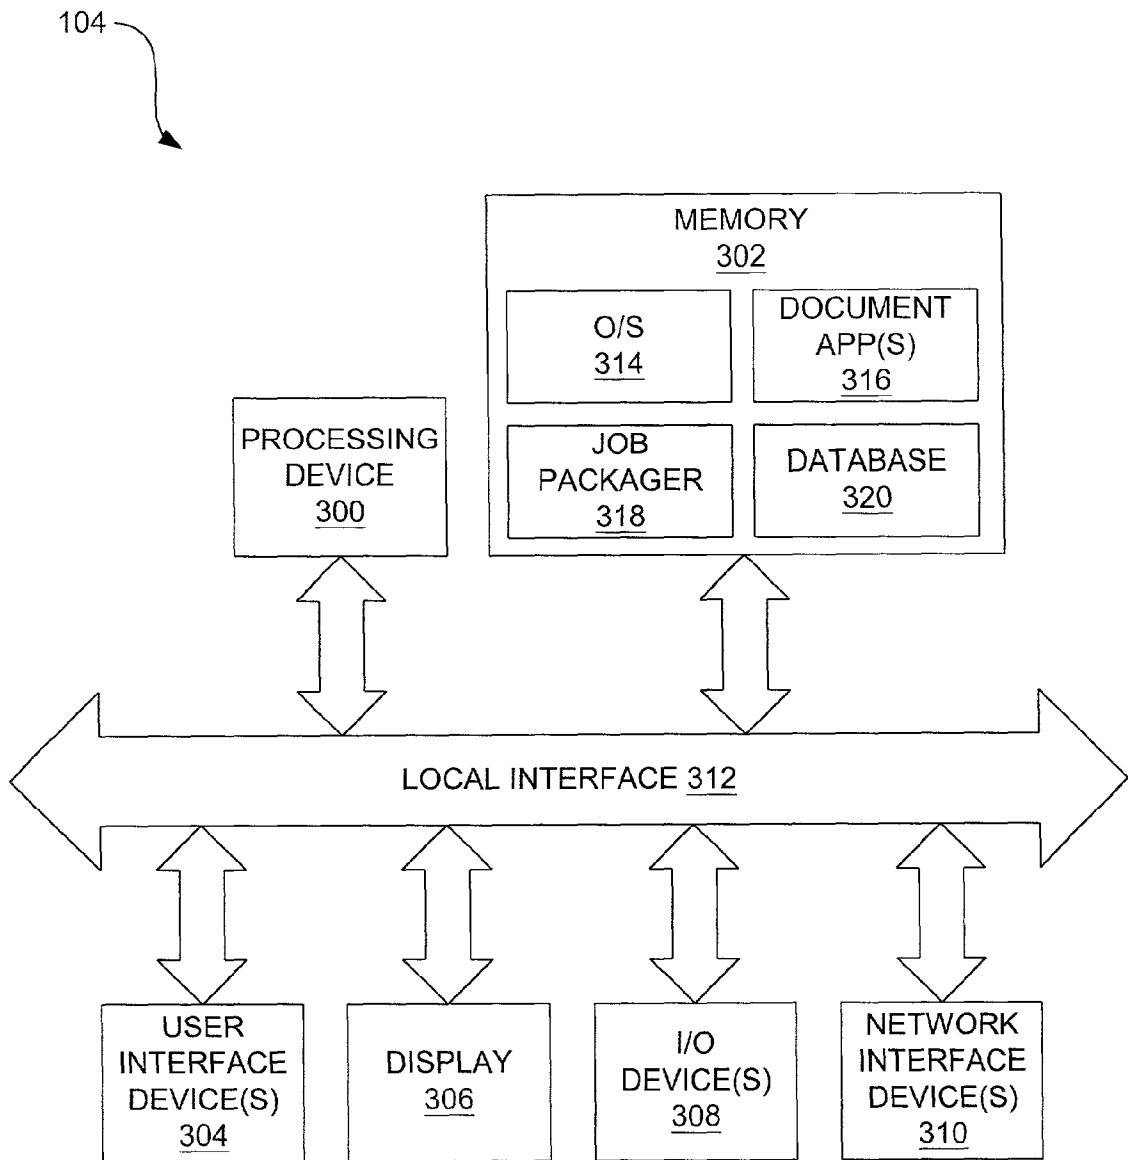 104
MEMORY
302
O/S
314
DOCUMENT
APP(S)
316
JOB
PACKAGER
318
DATABASE
320
PROCESSING
DEVICE
300
LOCAL INTERFACE 312
USER
INTERFACE
DEVICE(S)
304
DISPLAY
306
I/O
DEVICE(S)
308
NETWORK
INTERFACE
DEVICE(S)
310